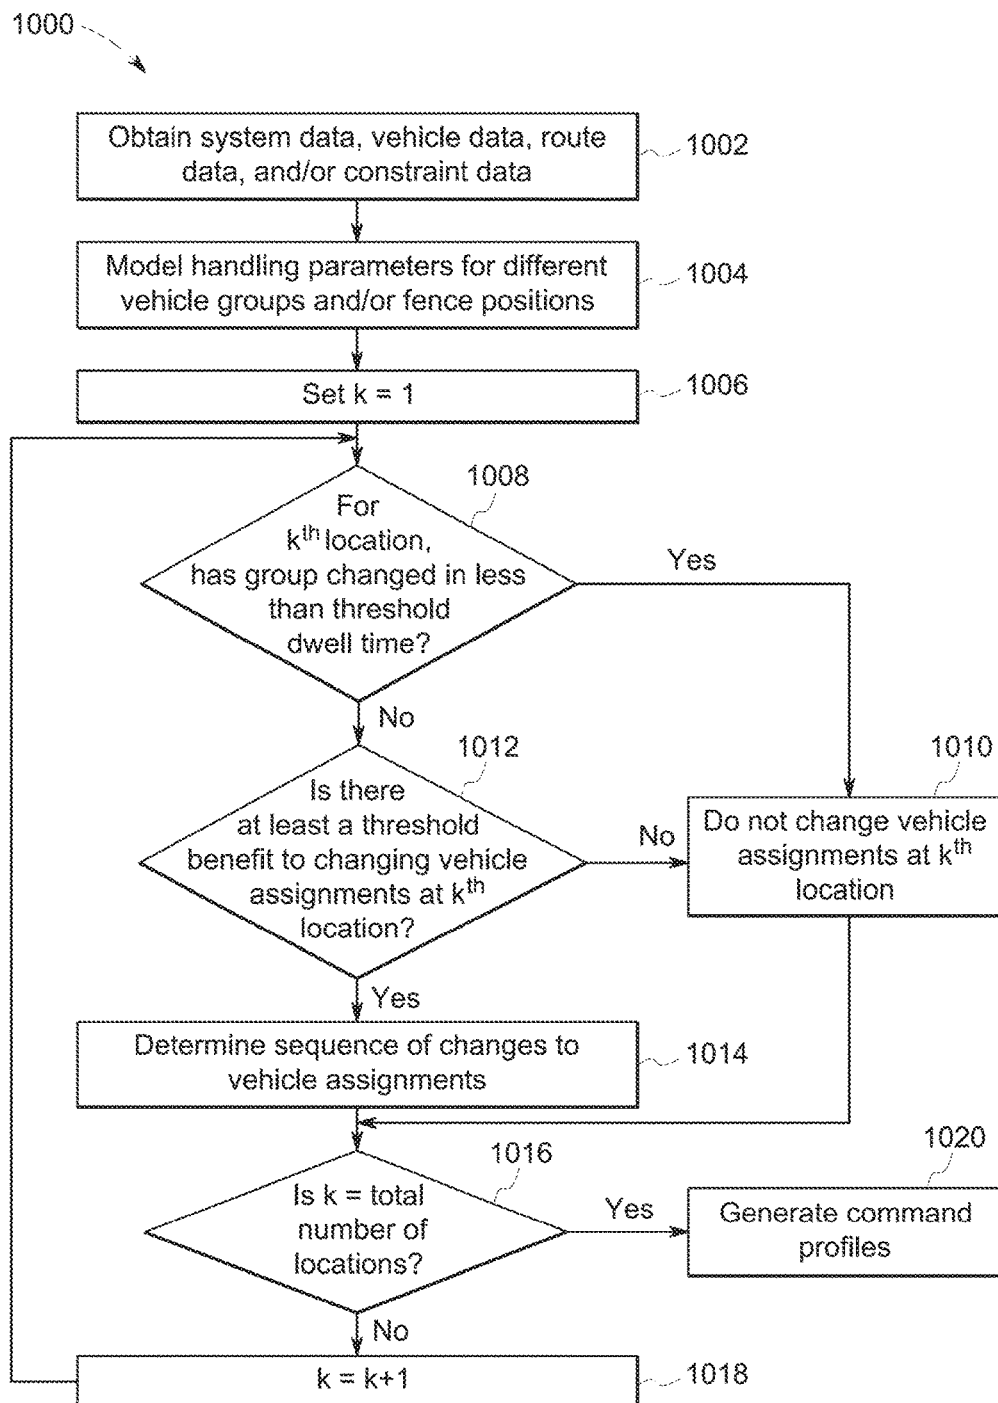 1000
Obtain system data, vehicle data, route
data, and/or constraint data
1002
Model handling parameters for different
vehicle groups and/or fence positions
1004
Set k = 1
1006
1008
For
kth location,
has group changed in less
than threshold
dwell time?
Yes
No
1012
Is there
at least a threshold
benefit to changing vehicle
assignments at kth
location?
No
1010
Do not change vehicle
assignments at kth
location
Yes
Determine sequence of changes to
vehicle assignments
1014
1016
Is k = total
number of
locations?
Yes
1020
Generate command
profiles
No
k = k+1
1018